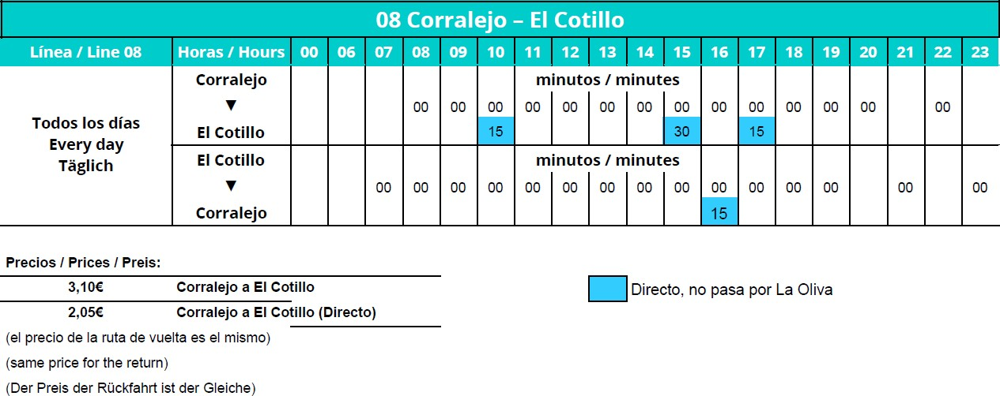 08 Corralejo – El Cotillo
Línea / Line 08 Horas / Hours 00 06 07 08 09 10 11 12 13 14 15 16 17 18 19 20 21 22 23
Todos los días
Every day
Täglich
Corralejo minutos / minutes
▼ 00 00 00 00 00 00 00 00 00 00 00 00 00 00
El Cotillo 15 30 15
El Cotillo minutos / minutes
▼ 00 00 00 00 00 00 00 00 00 00 00 00 00 00 00
Corralejo 15
Precios / Prices / Preis:
3,10€ Corralejo a El Cotillo
2,05€ Corralejo a El Cotillo (Directo)
Directo, no pasa por La Oliva
(el precio de la ruta de vuelta es el mismo)
(same price for the return)
(Der Preis der Rückfahrt ist der Gleiche)